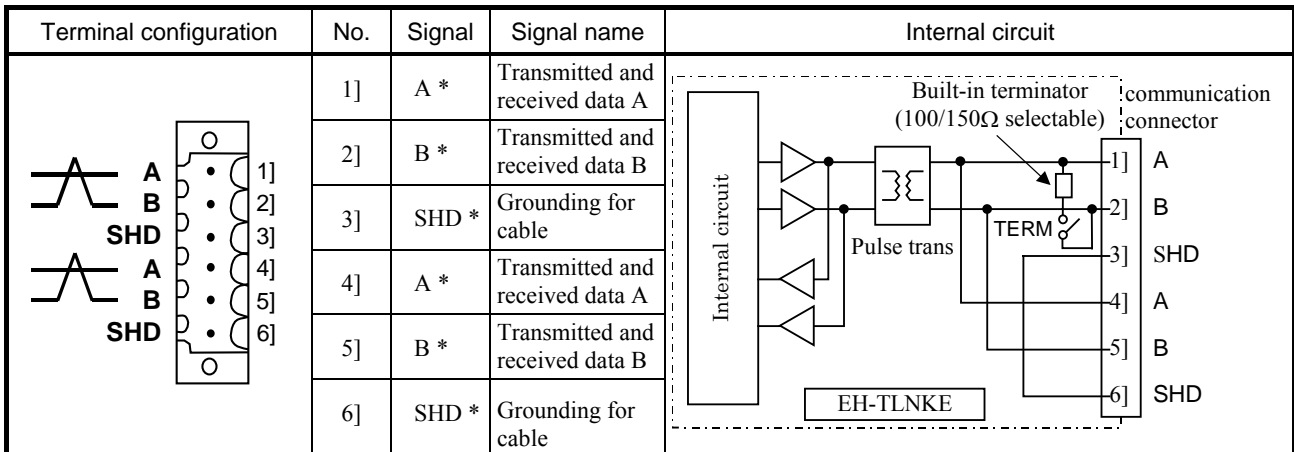 Terminal configuration
No.
Signal
Signal name
Internal circuit
A
B
SHD
A
B
SHD
1]
2]
3]
4]
5]
6]
1]
A *
Transmitted and
received data A
2]
B *
Transmitted and
received data B
3]
SHD *
Grounding for
cable
4]
A *
Transmitted and
received data A
5]
B *
Transmitted and
received data B
6]
SHD *
Grounding for
cable
Internal circuit
Pulse trans
Built-in terminator
(100/150Ω selectable)
TERM
EH-TLNKE
communication
connector
1] A
2] B
3] SHD
4] A
5] B
6] SHD